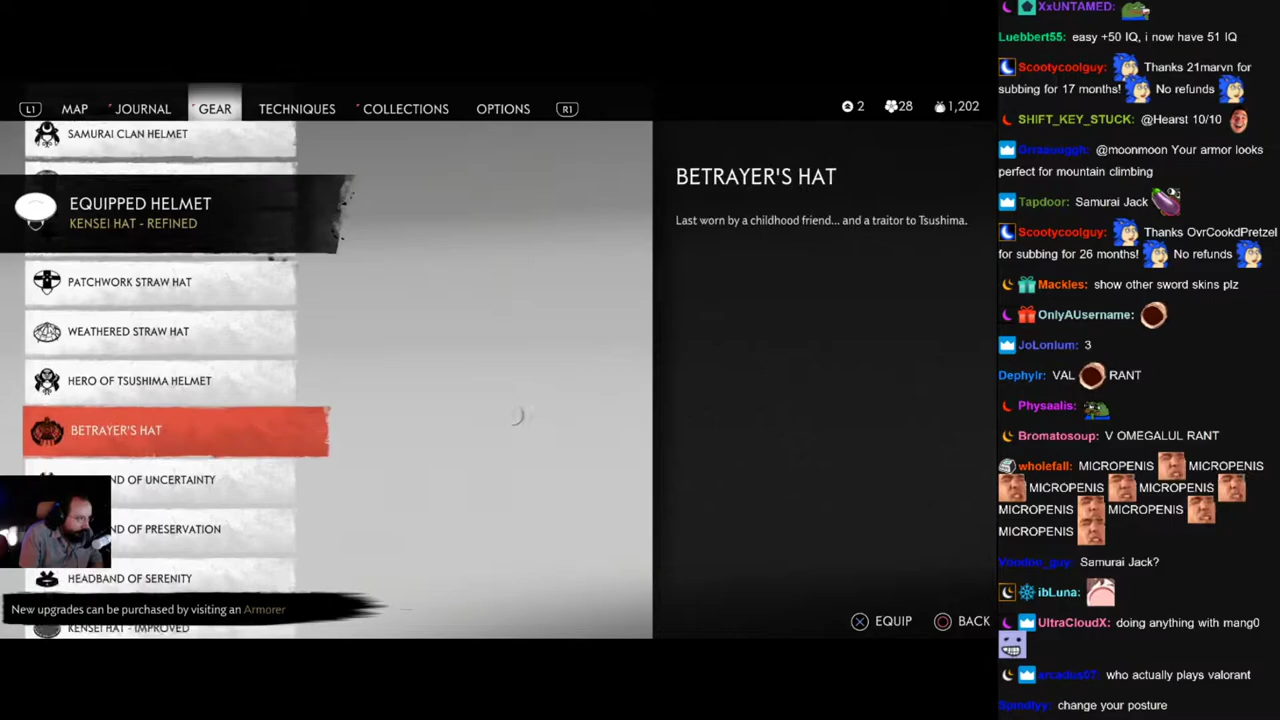 L1 MAP JOURNAL GEAR TECHNIQUES COLLECTIONS OPTIONS R1 2 28 1,202
SAMURAI CLAN HELMET
EQUIPPED HELMET
KENSEI HAT - REFINED
PATCHWORK STRAW HAT
WEATHERED STRAW HAT
HERO OF TSUSHIMA HELMET
BETRAYER'S HAT
ND OF UNCERTAINTY
ND OF PRESERVATION
HEADBAND OF SERENITY
New upgrades can be purchased by visiting an Armorer
KENSEI HAT - IMPROVED
BETRAYER'S HAT
Last worn by a childhood friend... and a traitor to Tsushima.
EQUIP BACK
XxUNTAMED:
Luebbert55: easy +50 IQ, i now have 51 IQ
Scootycoolguy: Thanks 21marvn for
subbing for 17 months! No refunds
SHIFT_KEY_STUCK: @Hearst 10/10
@moonmoon Your armor looks
perfect for mountain climbing
Tapdoor: Samurai Jack
Scootycoolguy: Thanks OvrCookdPretzel
for subbing for 26 months! No refunds
Mackles: show other sword skins plz
OnlyAUsername:
JoLonium: 3
Dephylr: VAL RANT
Physaalis:
Bromatosoup: V OMEGALUL RANT
wholefall: MICROPENIS MICROPENIS
MICROPENIS MICROPENIS
MICROPENIS MICROPENIS
MICROPENIS
Voodoo_guy: Samurai Jack?
ibLuna:
UltraCloudX: doing anything with mang0
arcadus07: who actually plays valorant
Spindlyy: change your posture